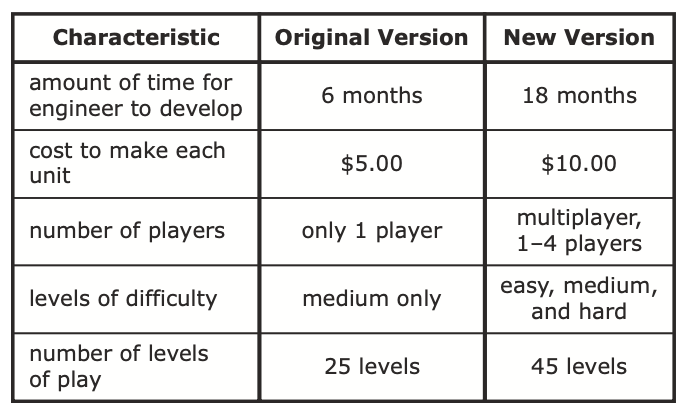 Characteristic Original Version New Version
amount of time for
engineer to develop
6 months
18 months
cost to make each
unit
$5.00
$10.00
number of players
only 1 player
multiplayer,
1–4 players
levels of difficulty
medium only
easy, medium,
and hard
number of levels
of play
25 levels
45 levels